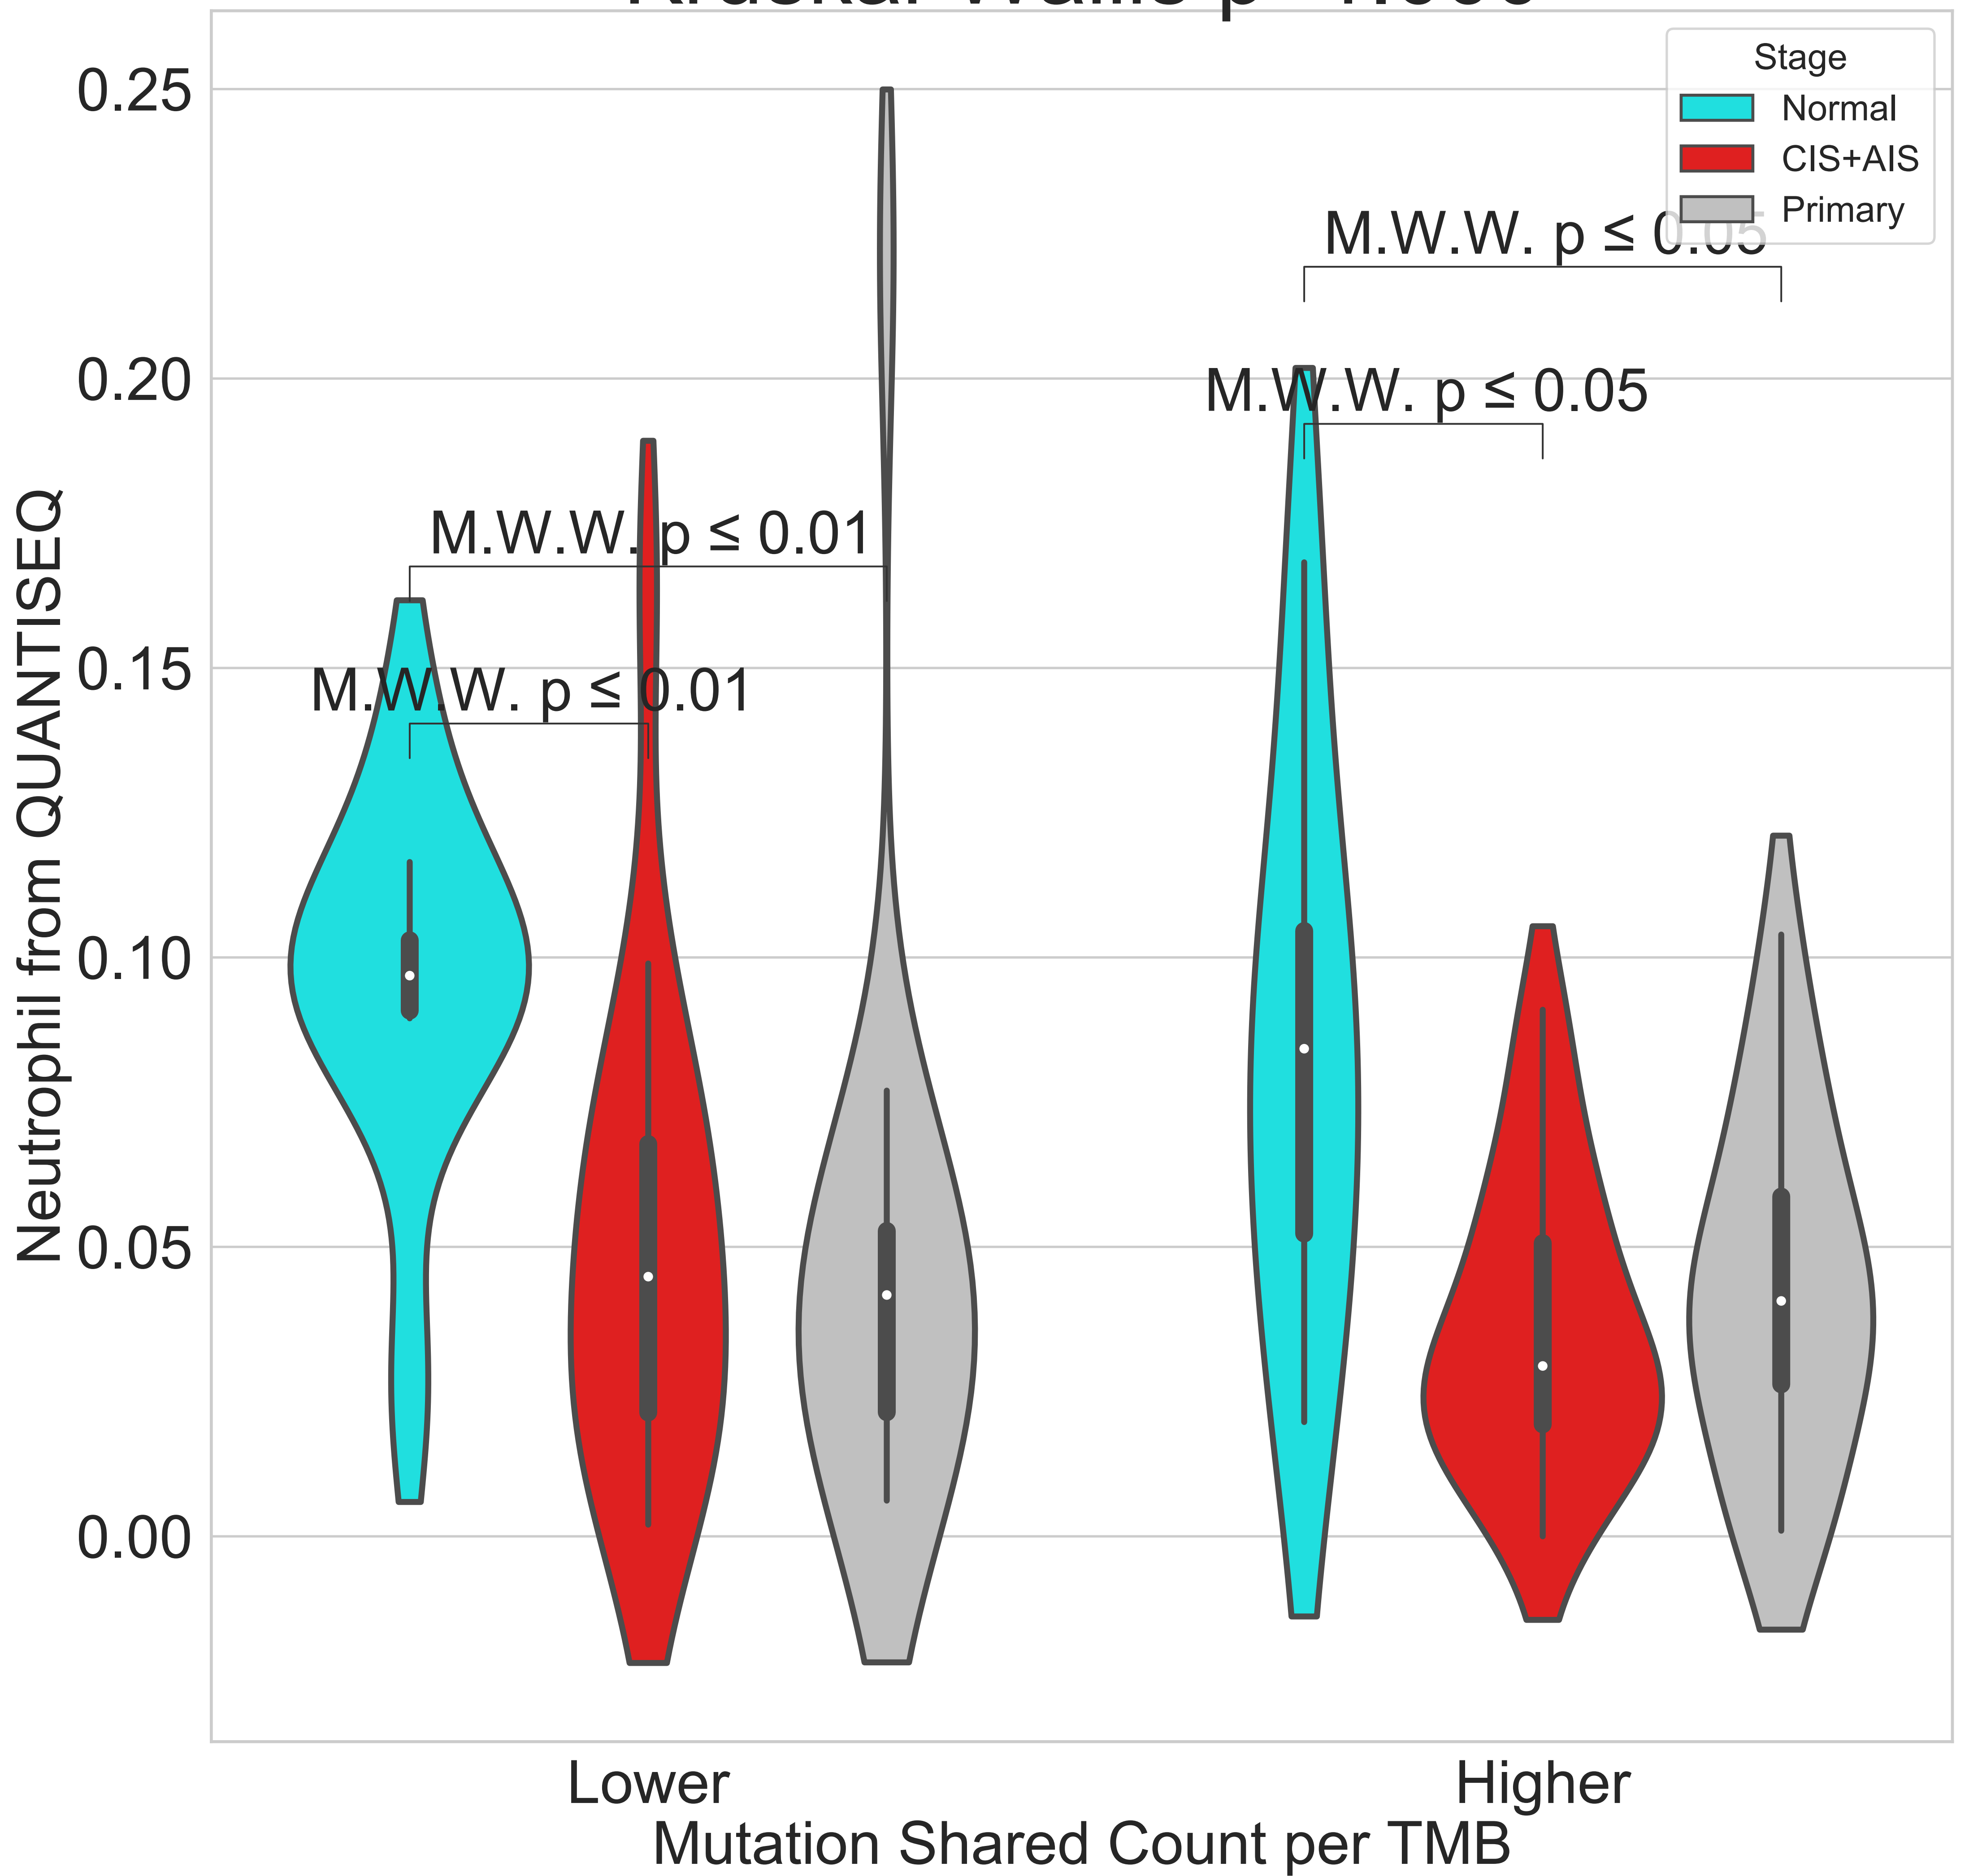 Stage
Normal
CIS+AIS
Primary
0.25
0.20
0.15
0.10
0.05
0.00
Neutrophil from QUANTISEQ
M.W.W. p ≤ 0.05
M.W.W. p ≤ 0.05
M.W.W. p ≤ 0.01
M.W.W. p ≤ 0.01
Lower
Higher
Mutation Shared Count per TMB